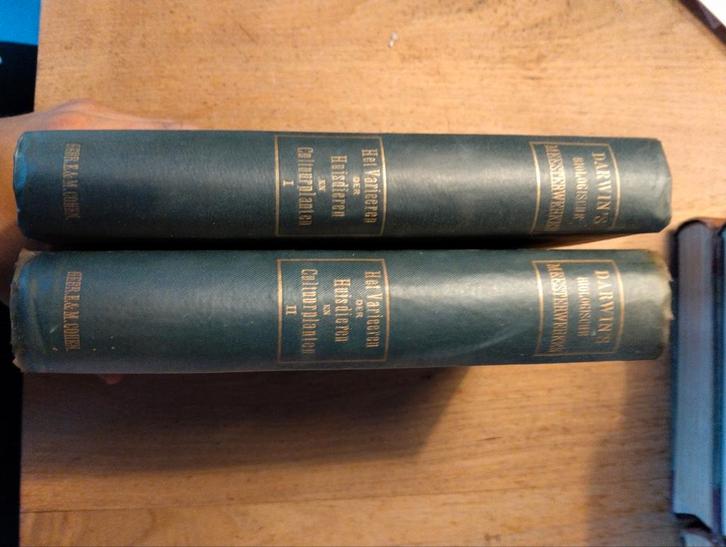 DARWIN'S
BIOLOGISCHE
MEESTERWERKEN
Het Varieeren
DER
Huisdieren
EN
Cultuurplanten
I
GEBR. E. & M. COHEN.
DARWIN'S
BIOLOGISCHE
MEESTERWERKEN
Het Varieeren
DER
Huisdieren
EN
Cultuurplanten
II
GEBR. E. & M. COHEN.